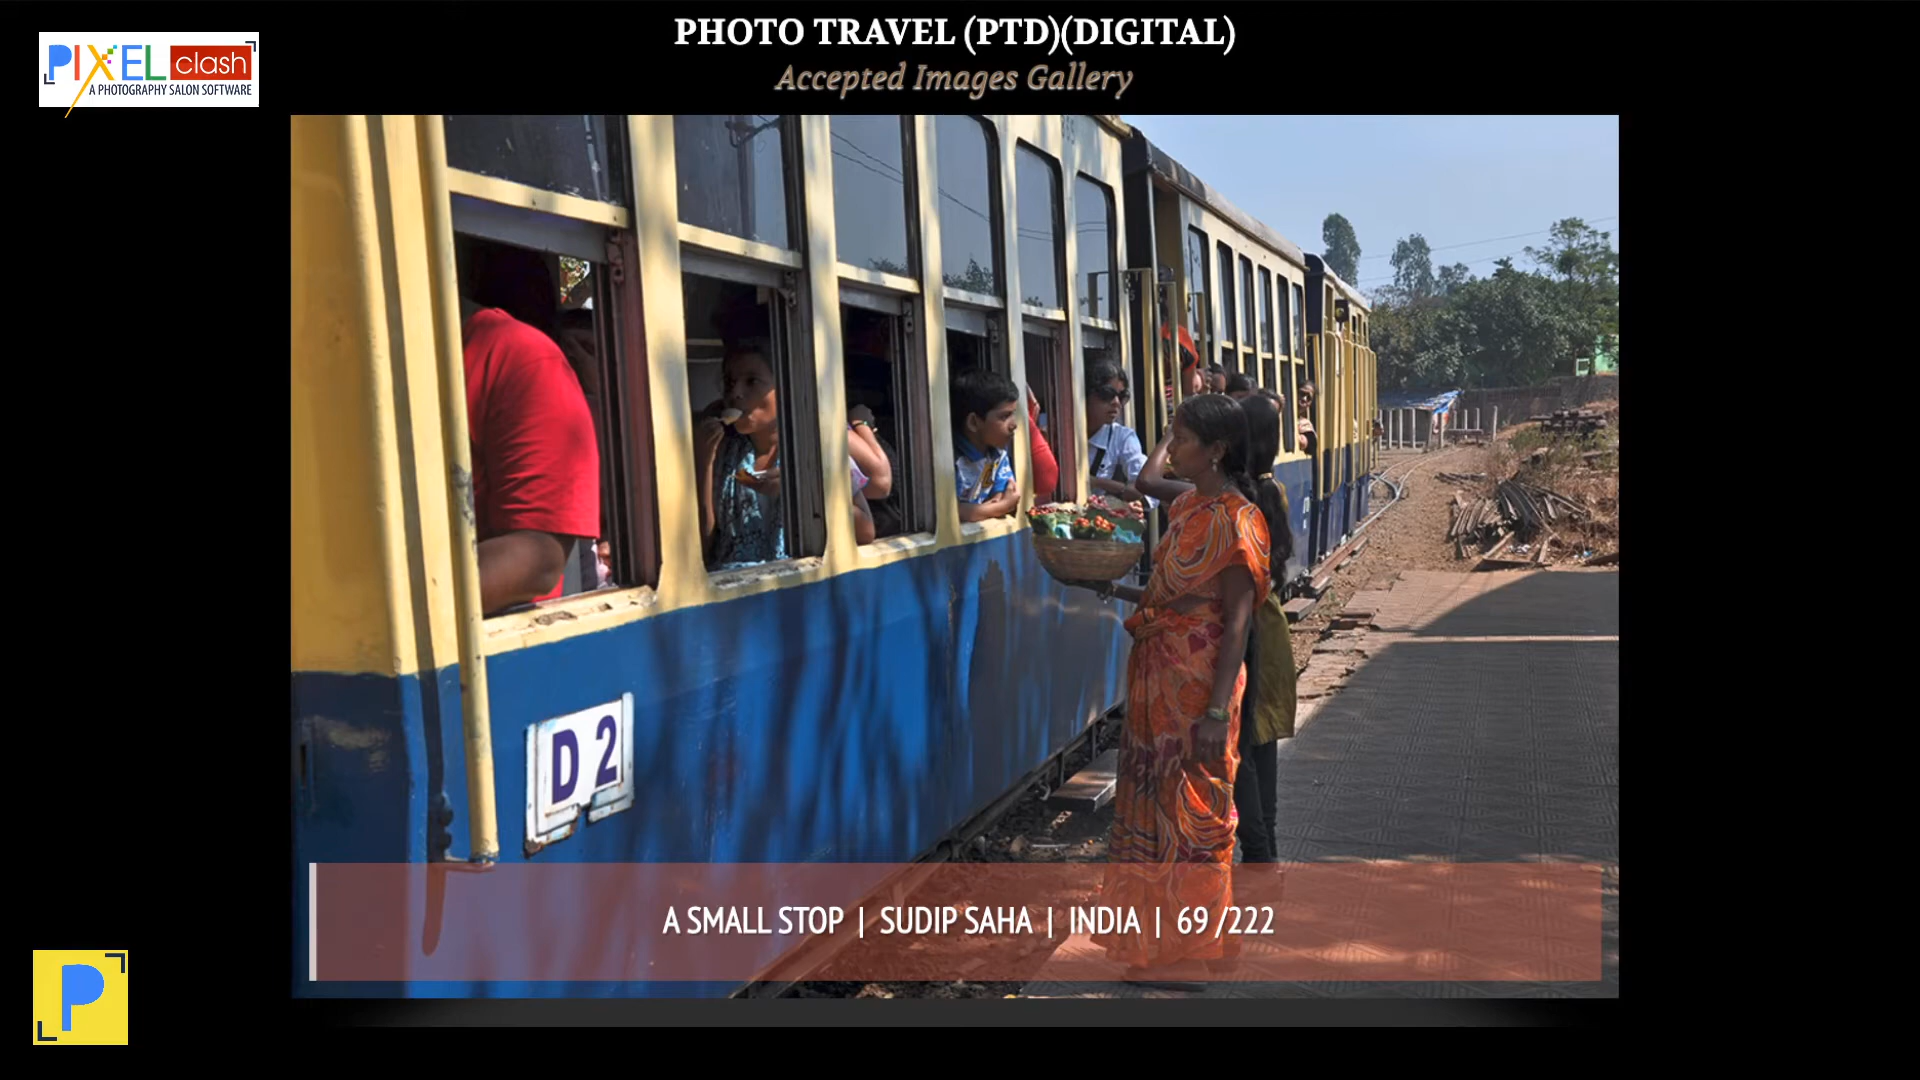 PHOTO TRAVEL (PTD)(DIGITAL)
Accepted Images Gallery
PIXEL clash
A PHOTOGRAPHY SALON SOFTWARE
D 2
A SMALL STOP | SUDIP SAHA | INDIA | 69 /222
P